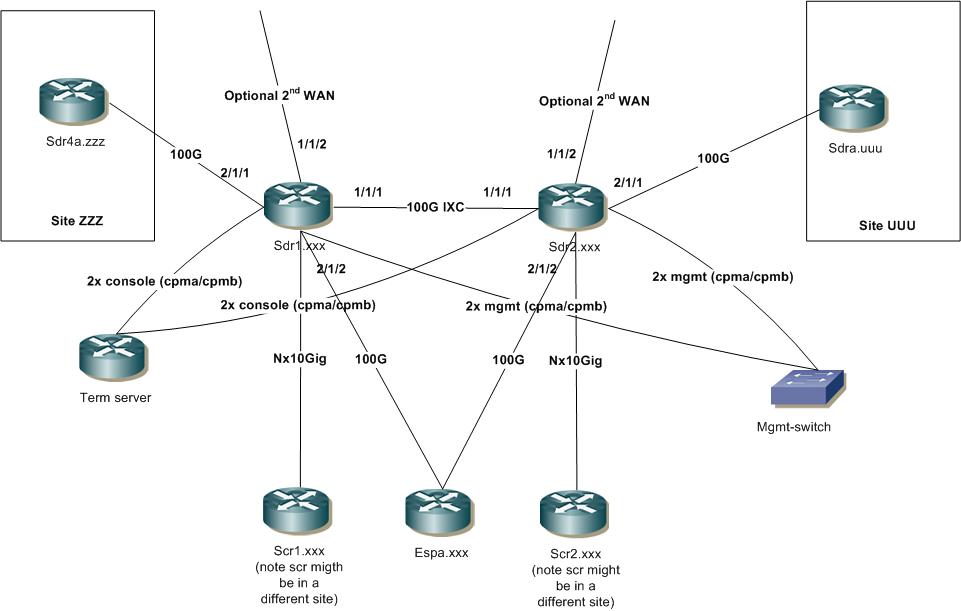 Optional 2nd WAN
Optional 2nd WAN
Sdr4a.zzz
Sdra.uuu
1/1/2
1/1/2
100G
100G
2/1/1
2/1/1
1/1/1
1/1/1
100G IXC
Site ZZZ
Site UUU
Sdr1.xxx
Sdr2.xxx
2/1/2
2/1/2
2x console (cpma/cpmb)
2x mgmt (cpma/cpmb)
2x console (cpma/cpmb)
2x mgmt (cpma/cpmb)
Nx10Gig
100G
100G
Nx10Gig
Term server
Mgmt-switch
Scr1.xxx
(note scr migth
be in a
different site)
Espa.xxx
Scr2.xxx
(note scr might
be in a
different site)